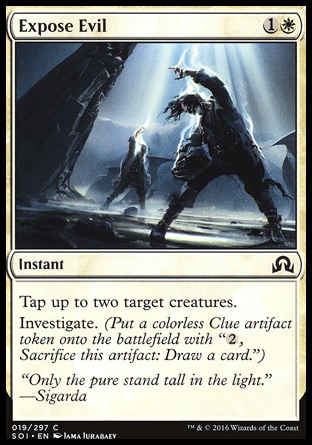 Expose Evil 1
Instant
Tap up to two target creatures.
Investigate. (Put a colorless Clue artifact
token onto the battlefield with “2,
Sacrifice this artifact: Draw a card.”)
“Only the pure stand tall in the light.”
—Sigarda
019/297 C
SOI • EN Jama Jurabaev
™ & © 2016 Wizards of the Coast